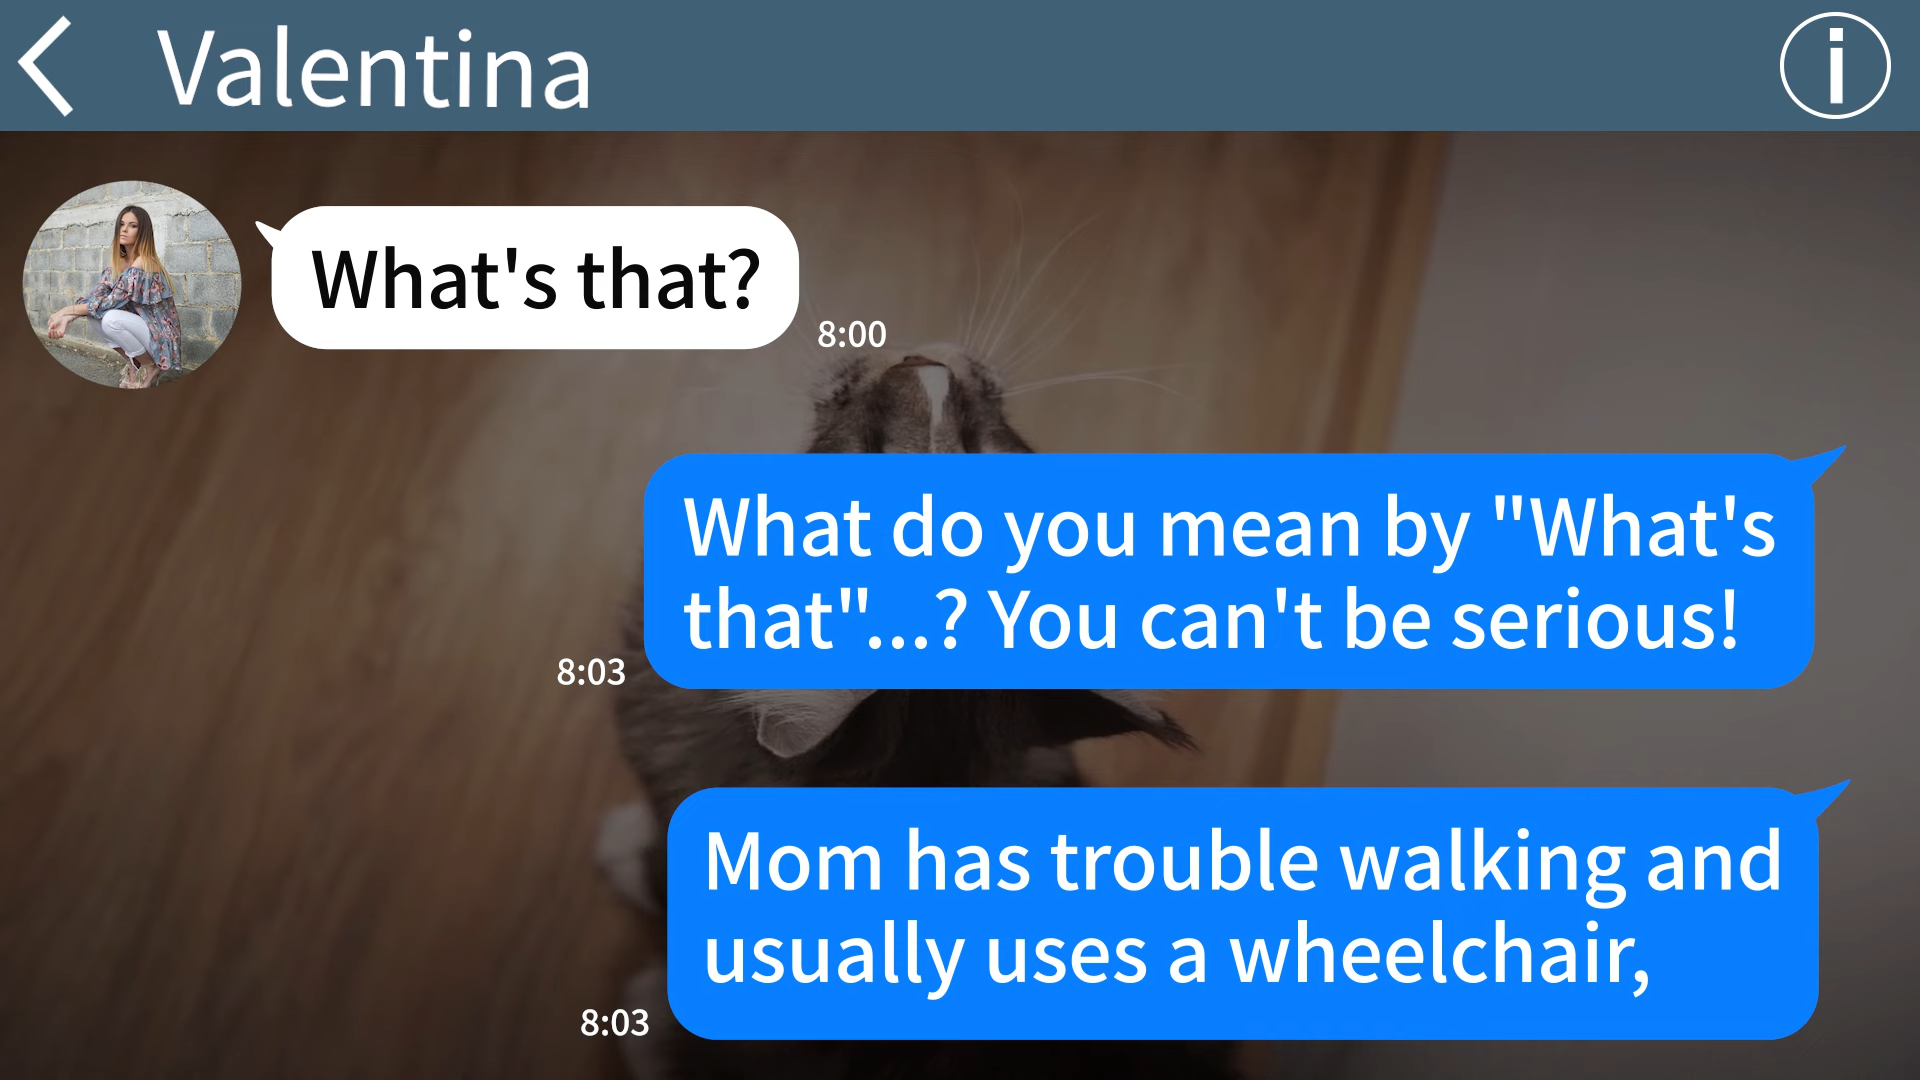 Valentina
What's that?
8:00
What do you mean by "What's
that"...? You can't be serious!
8:03
Mom has trouble walking and
usually uses a wheelchair,
8:03